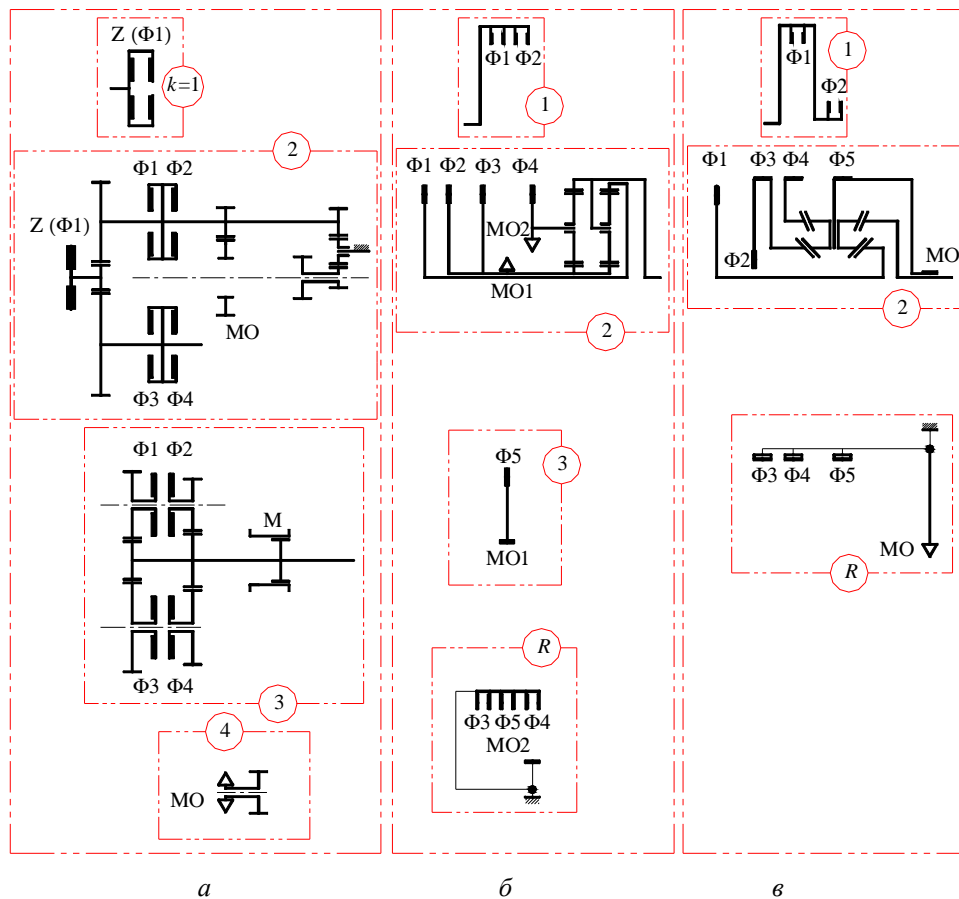 Z (Ф1)
k=1
2
Ф1 Ф2
Z (Ф1)
МО
Ф3 Ф4
Ф1 Ф2
М
Ф3 Ф4
3
4
МО
а
Ф1 Ф2
1
Ф1 Ф2 Ф3 Ф4
МО2
МО1
2
Ф5
3
МО1
R
Ф3 Ф5 Ф4
МО2
б
Ф1
1
Ф2
Ф1 Ф3 Ф4 Ф5
Ф2
МО
2
Ф3 Ф4 Ф5
МО
R
в